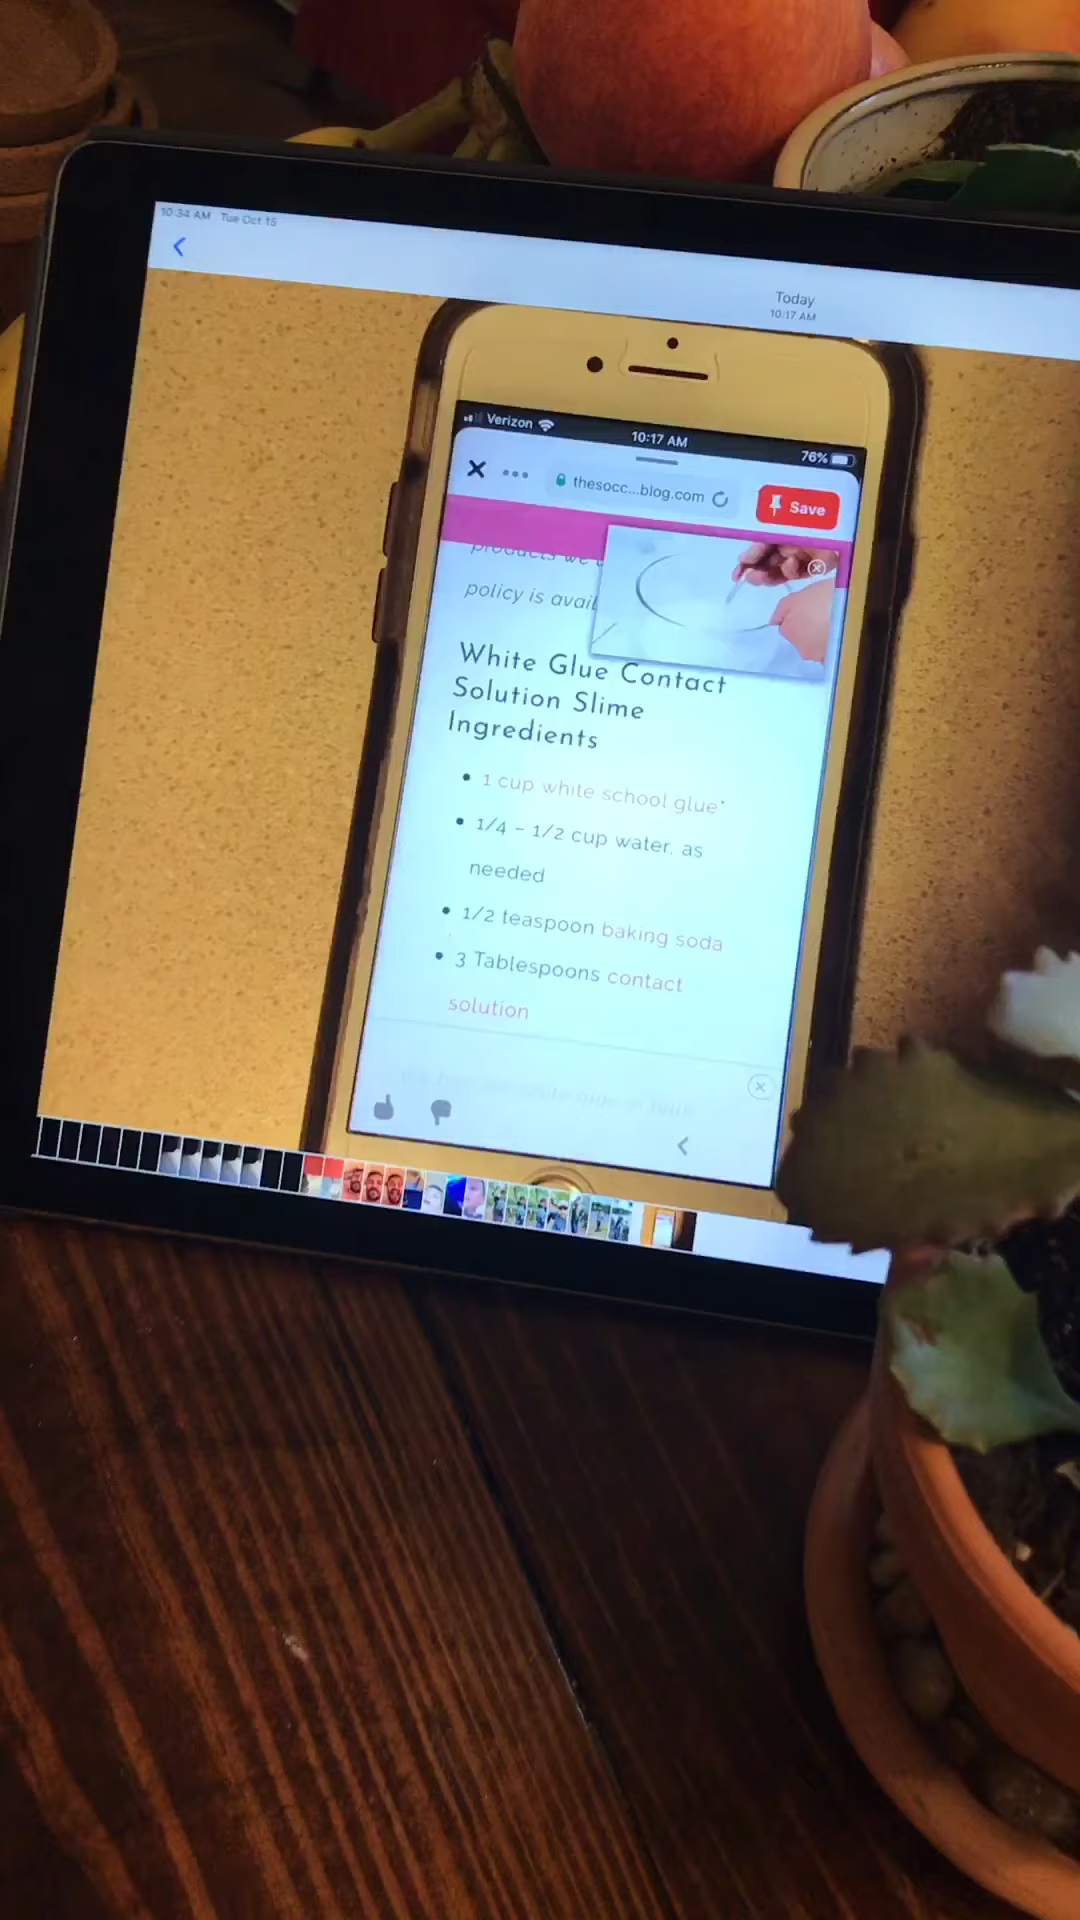 10:34 AM Tue Oct 15
Today
10:17 AM
Verizon
10:17 AM
76%
thesocc...blog.com
Save
products we
policy is avail
White Glue Contact
Solution Slime
Ingredients
1 cup white school glue*
1/4 – 1/2 cup water, as
needed
1/2 teaspoon baking soda
3 Tablespoons contact
solution